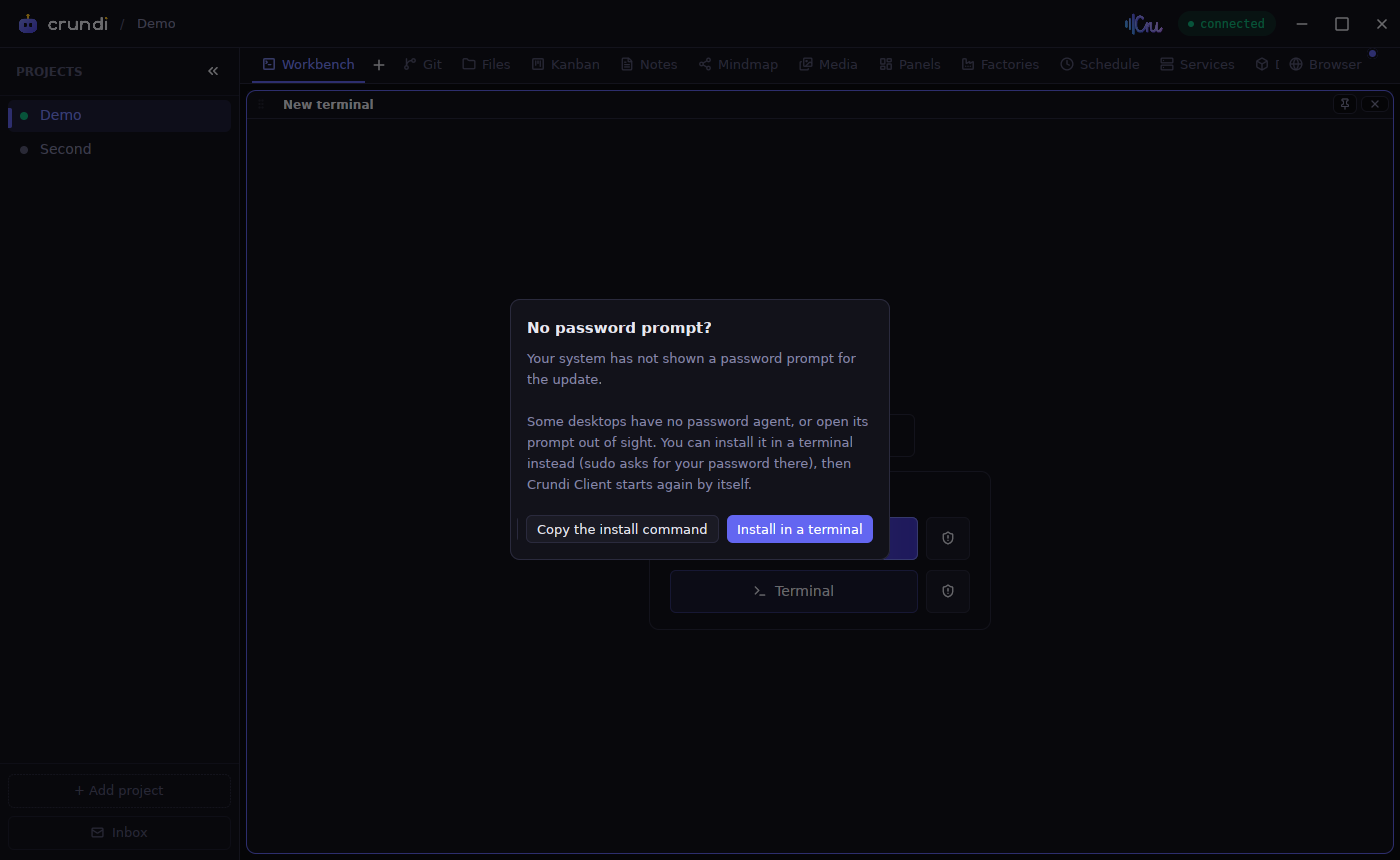 crundi / Demo
Cru
connected
PROJECTS
Workbench
Git
Files
Kanban
Notes
Mindmap
Media
Panels
Factories
Schedule
Services
Browser
Demo
Second
New terminal
No password prompt?
Your system has not shown a password prompt for
the update.
Some desktops have no password agent, or open its
prompt out of sight. You can install it in a terminal
instead (sudo asks for your password there), then
Crundi Client starts again by itself.
Copy the install command
Install in a terminal
Terminal
+ Add project
Inbox